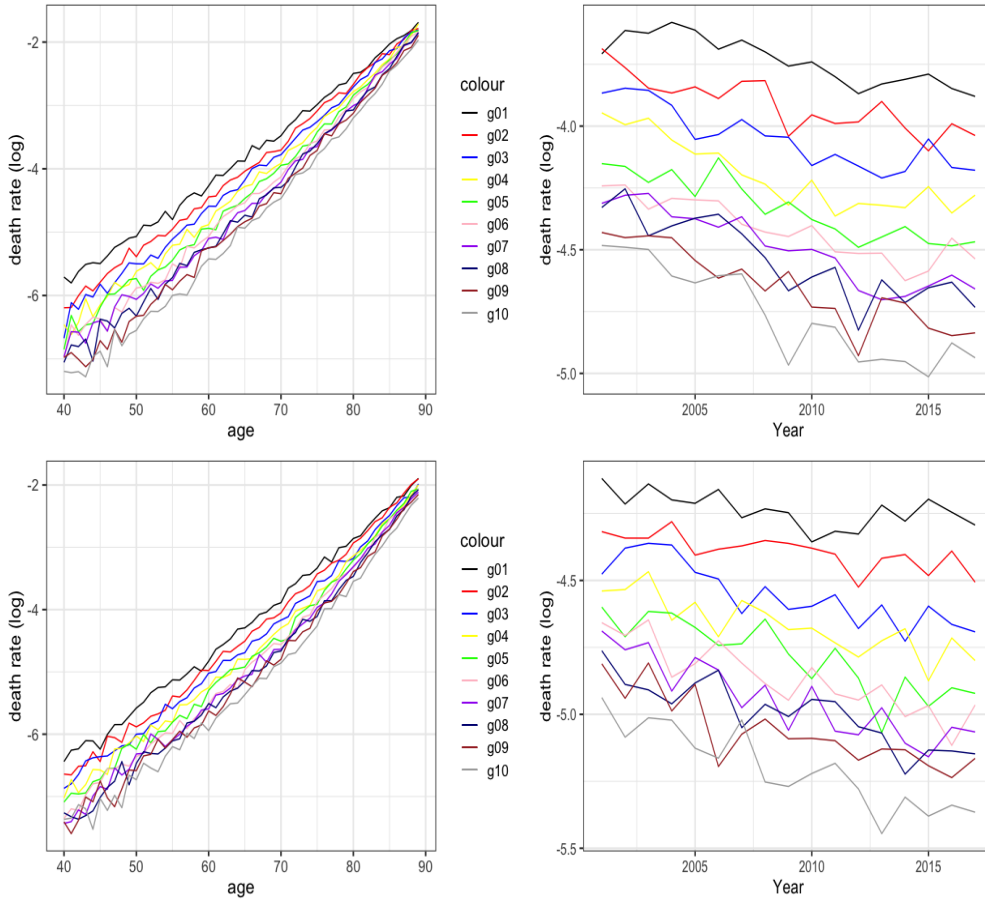 death rate (log)
-2
-4
-6
40
50
60
70
80
90
age
colour
g01
g02
g03
g04
g05
g06
g07
g08
g09
g10
death rate (log)
-4.0
-4.5
-5.0
2005
2010
2015
Year
death rate (log)
-2
-4
-6
40
50
60
70
80
90
age
colour
g01
g02
g03
g04
g05
g06
g07
g08
g09
g10
death rate (log)
-4.5
-5.0
-5.5
2005
2010
2015
Year